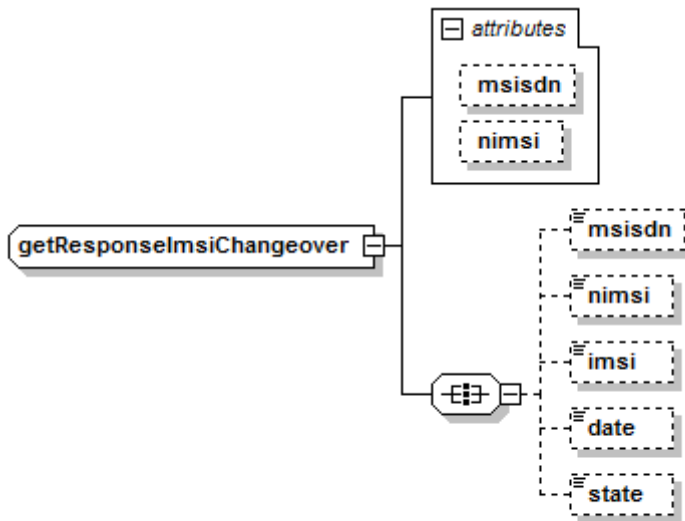 attributes
msisdn
nimsi
getResponseImsiChangeover
msisdn
nimsi
imsi
date
state